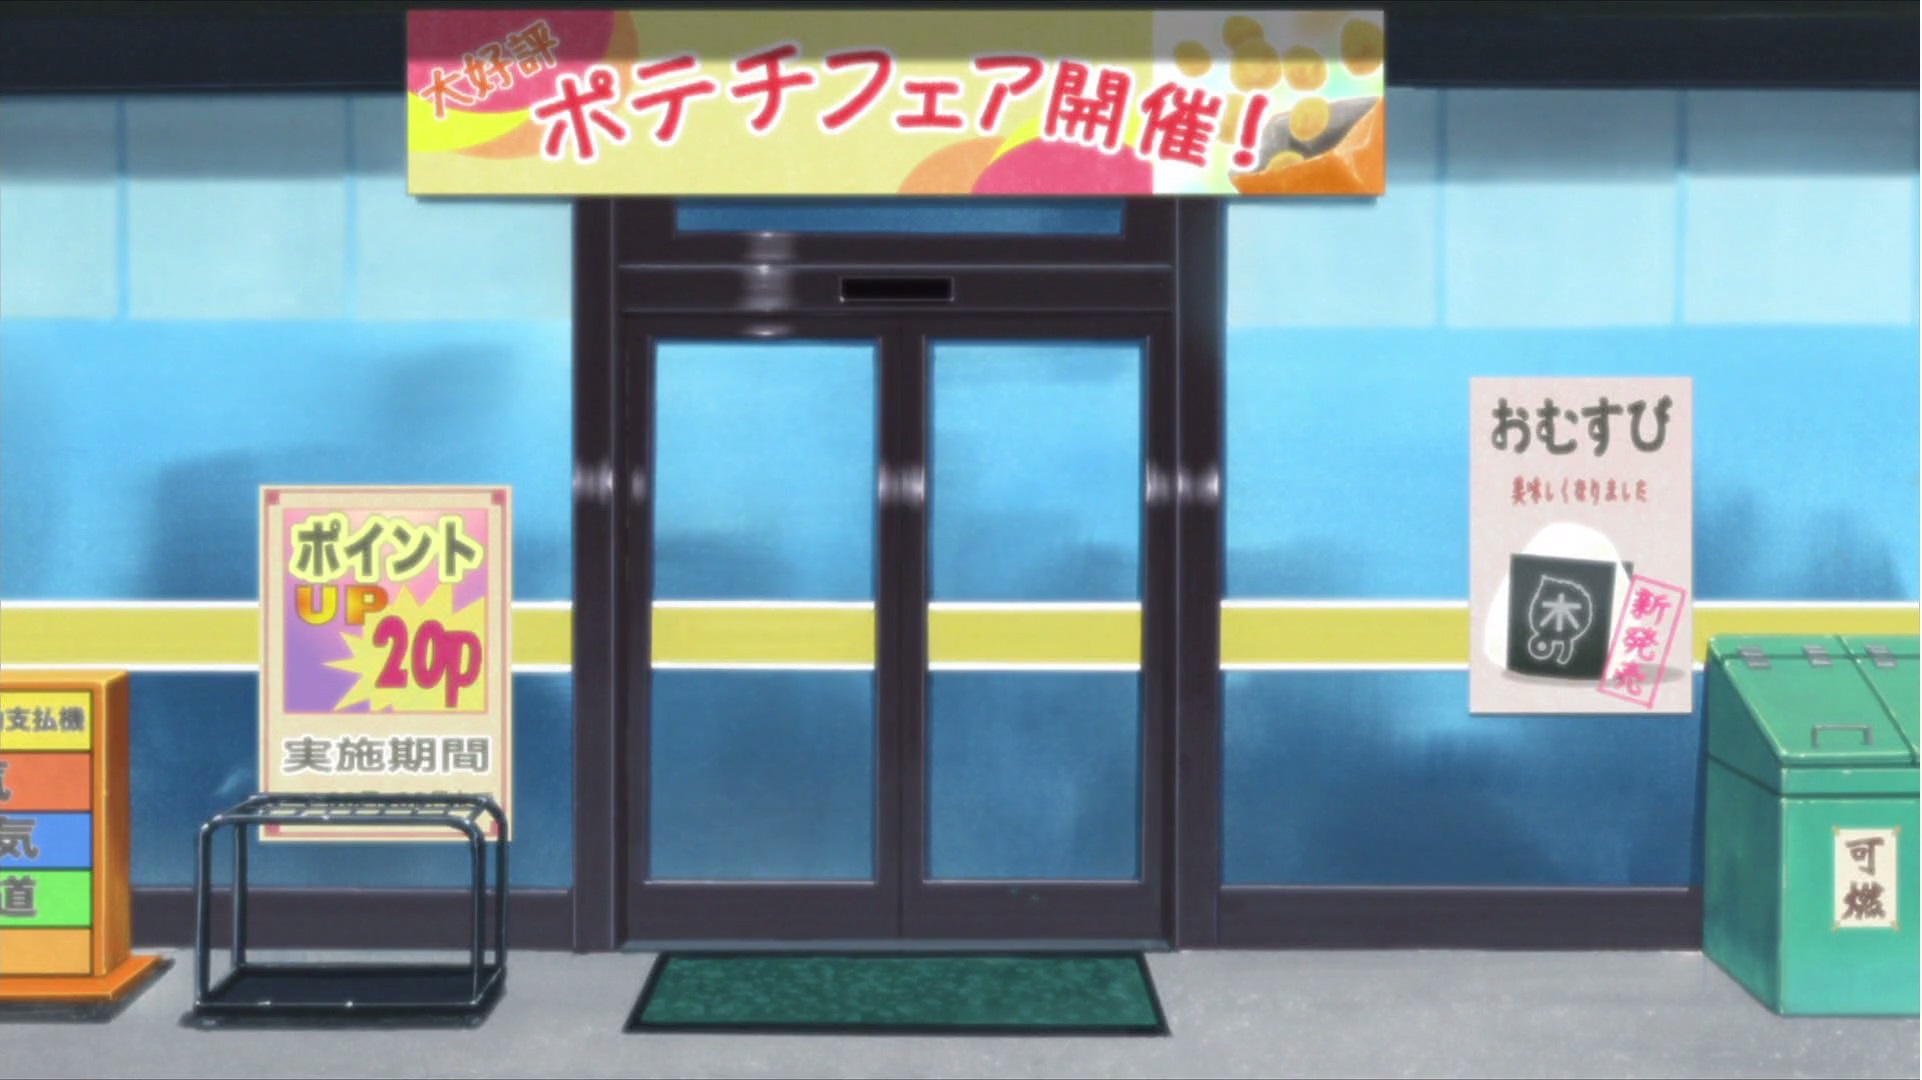 大好評
ポテチフェア開催!
おむすび
美味しくなりました
木の
新発売
ポイント
UP
20p
実施期間
支払機
気
道
可燃